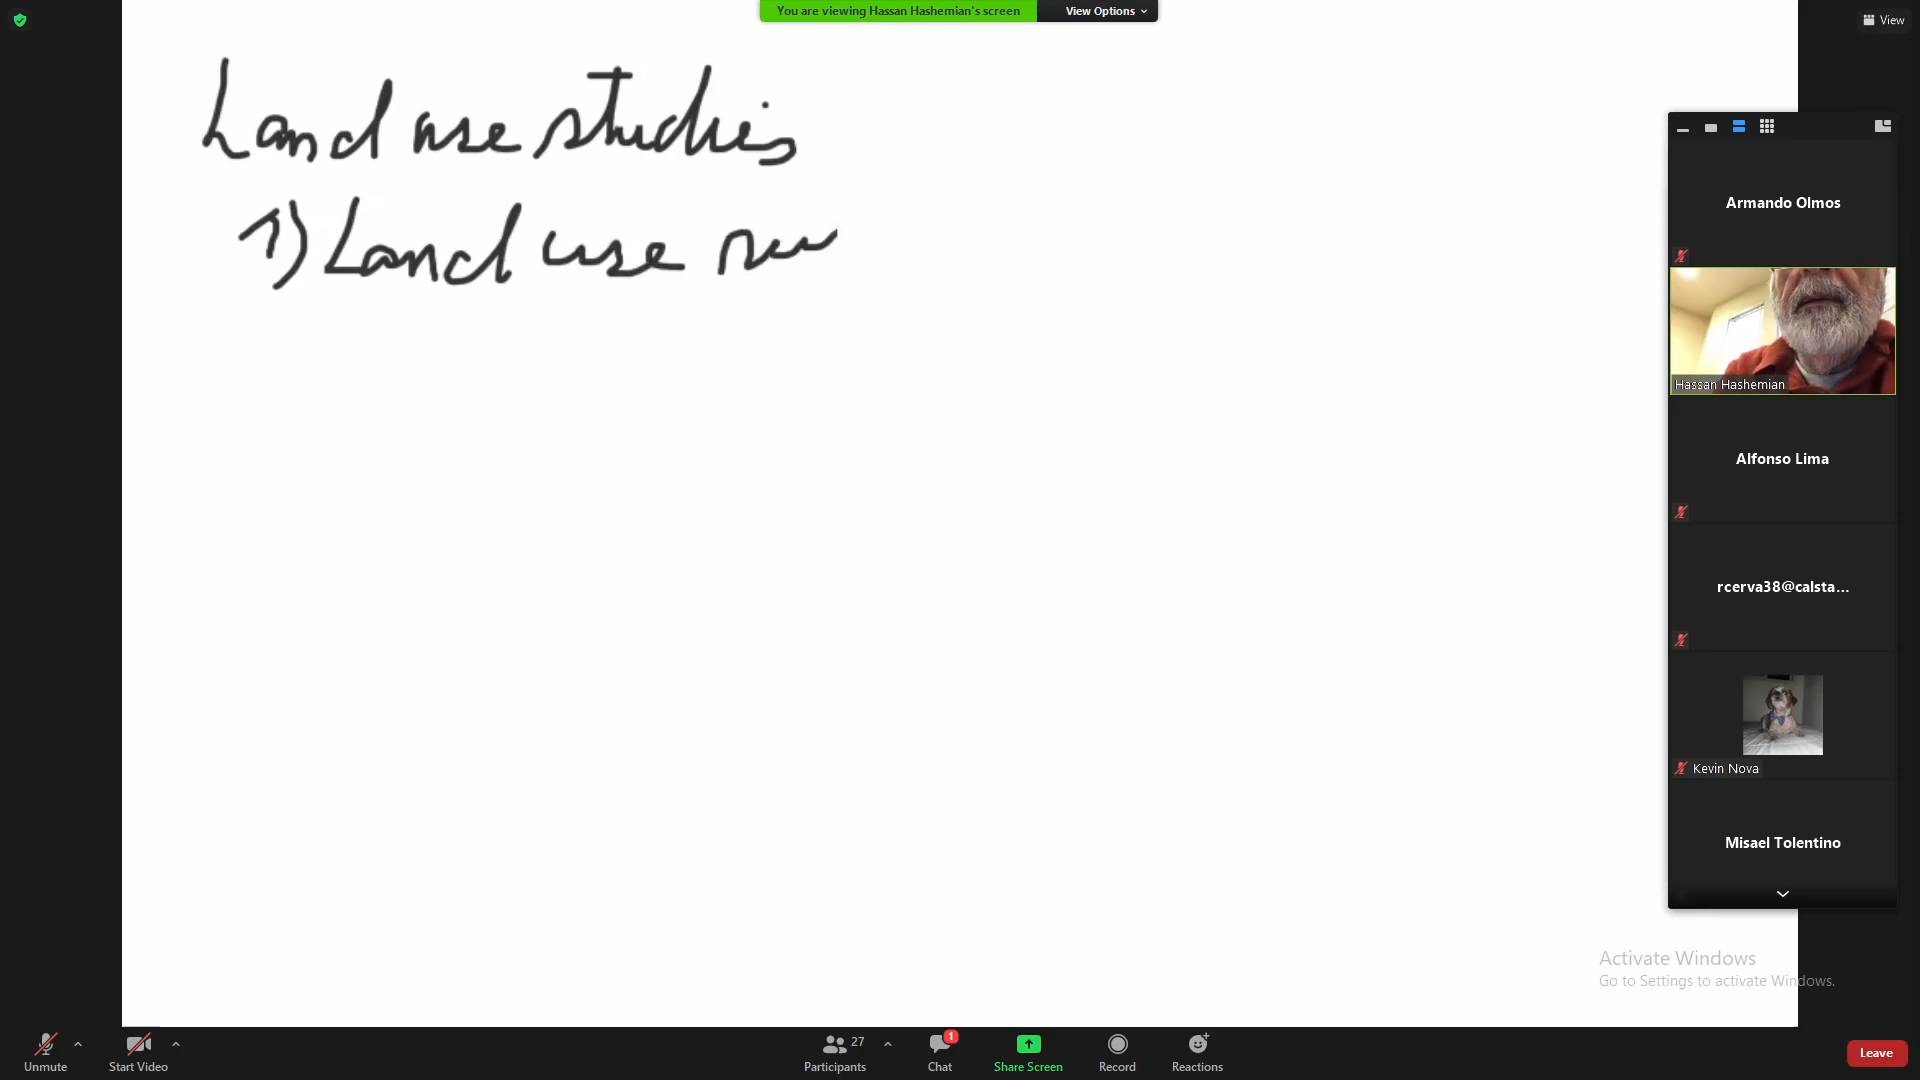 You are viewing Hassan Hashemian's screen View Options
View
Land use studies
1) Land use
Armando Olmos
Hassan Hashemian
Alfonso Lima
rcerva38@calsta...
Kevin Nova
Misael Tolentino
Activate Windows
Go to Settings to activate Windows.
Unmute
Start Video
Participants 27
Chat 1
Share Screen
Record
Reactions
Leave